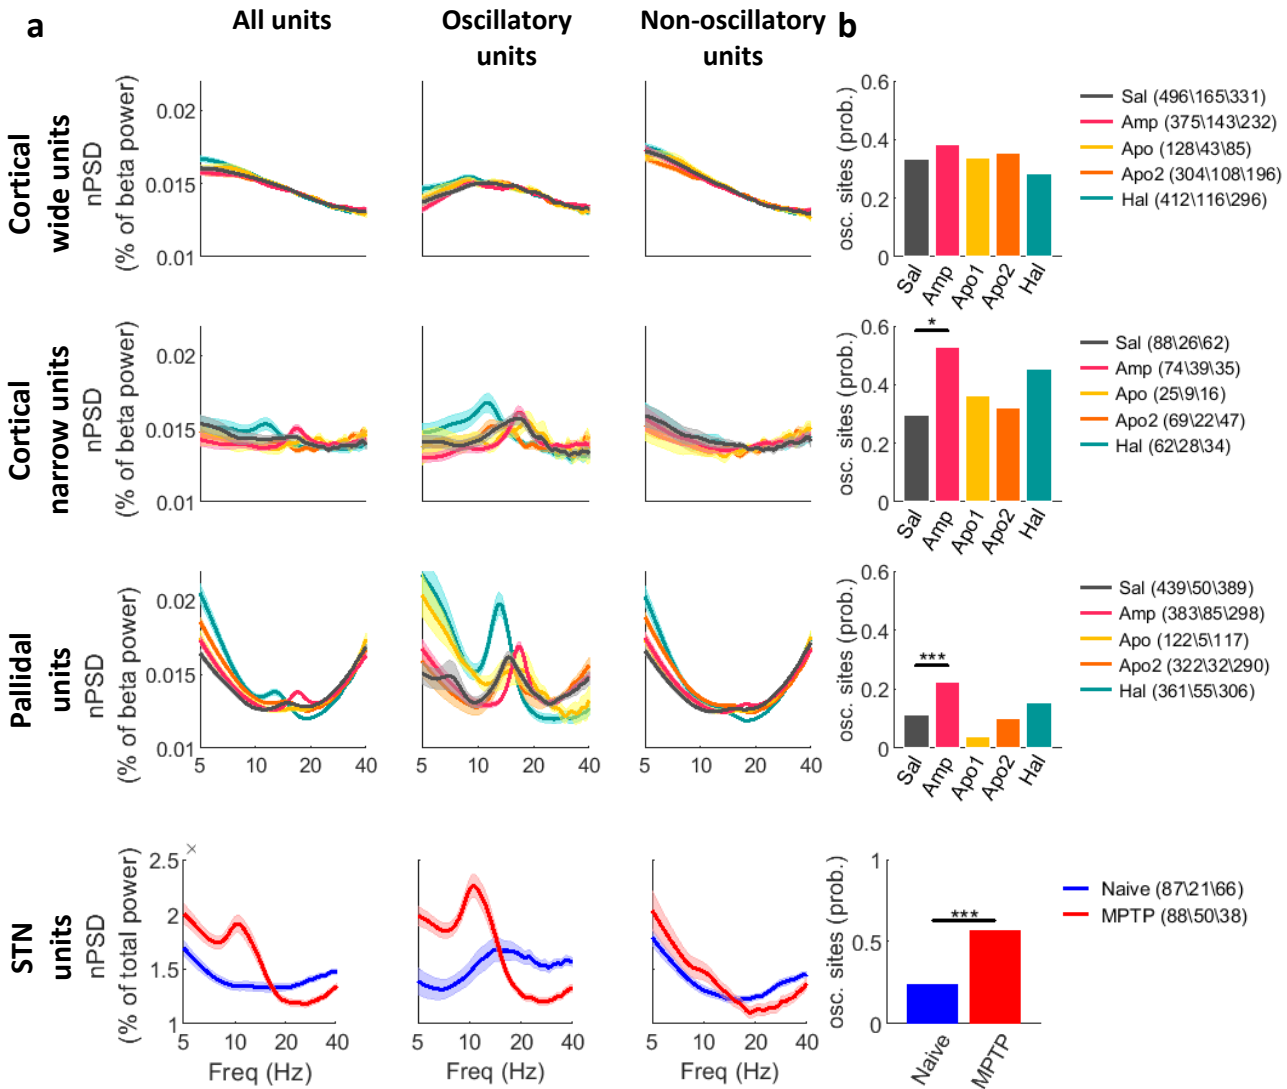 a
All units
Oscillatory
units
Non-oscillatory
units
b
Cortical
wide units
nPSD
(% of beta power)
0.02
0.015
0.01
osc. sites (prob.)
0.6
0.4
0.2
0
Sal
Amp
Apo1
Apo2
Hal
Sal (496\165\331)
Amp (375\143\232)
Apo (128\43\85)
Apo2 (304\108\196)
Hal (412\116\296)
Cortical
narrow units
nPSD
(% of beta power)
0.02
0.015
0.01
osc. sites (prob.)
0.6
0.4
0.2
0
*
Sal
Amp
Apo1
Apo2
Hal
Sal (88\26\62)
Amp (74\39\35)
Apo (25\9\16)
Apo2 (69\22\47)
Hal (62\28\34)
Pallidal
units
nPSD
(% of beta power)
0.02
0.015
0.01
5 10 20 40
5 10 20 40
5 10 20 40
osc. sites (prob.)
0.6
0.4
0.2
0
***
Sal
Amp
Apo1
Apo2
Hal
Sal (439\50\389)
Amp (383\85\298)
Apo (122\5\117)
Apo2 (322\32\290)
Hal (361\55\306)
STN
units
nPSD
(% of total power)
×
2.5
2
1.5
1
5 10 20 40
Freq (Hz)
5 10 20 40
Freq (Hz)
5 10 20 40
Freq (Hz)
osc. sites (prob.)
1
0.5
0
***
Naive
MPTP
Naive (87\21\66)
MPTP (88\50\38)